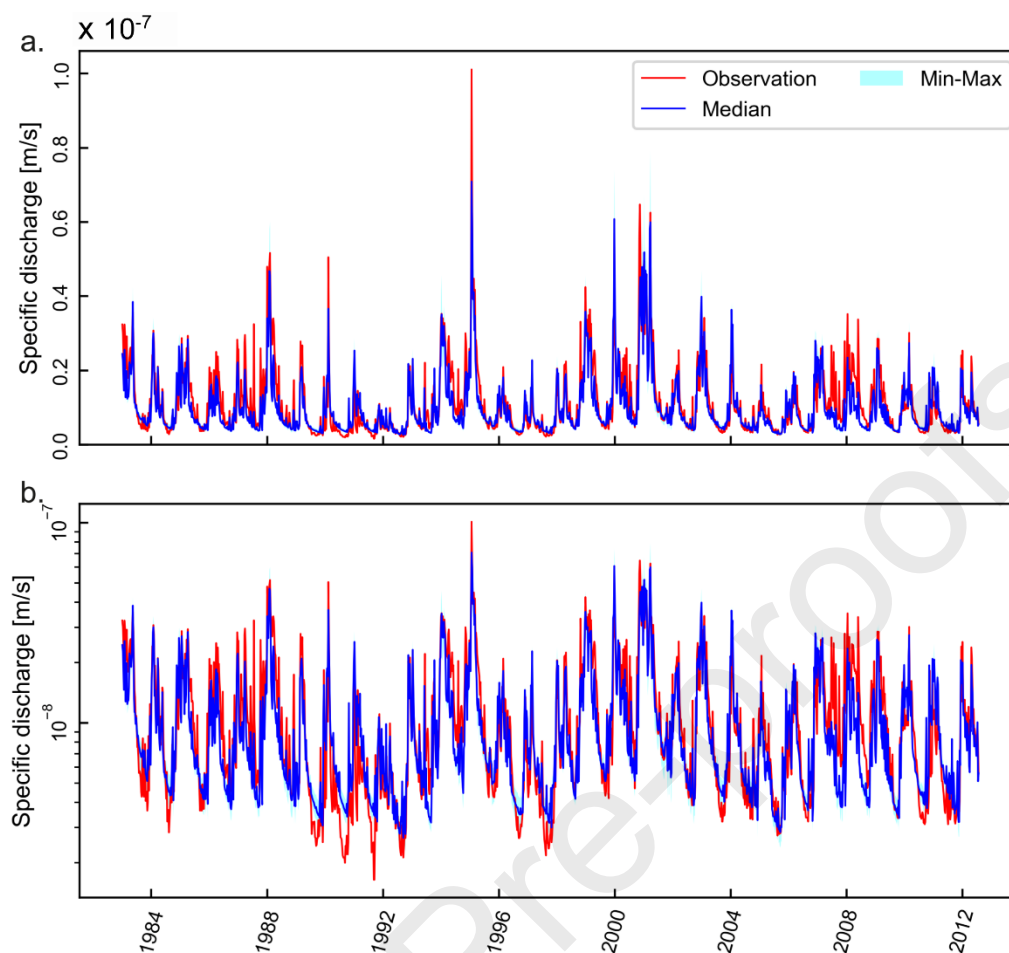 x 10-7
a.
Observation
Median
Min-Max
Specific discharge [m/s]
1.0
0.8
0.6
0.4
0.2
0.0
b.
Specific discharge [m/s]
10-7
10-8
1984
1988
1992
1996
2000
2004
2008
2012
Pre-proofs